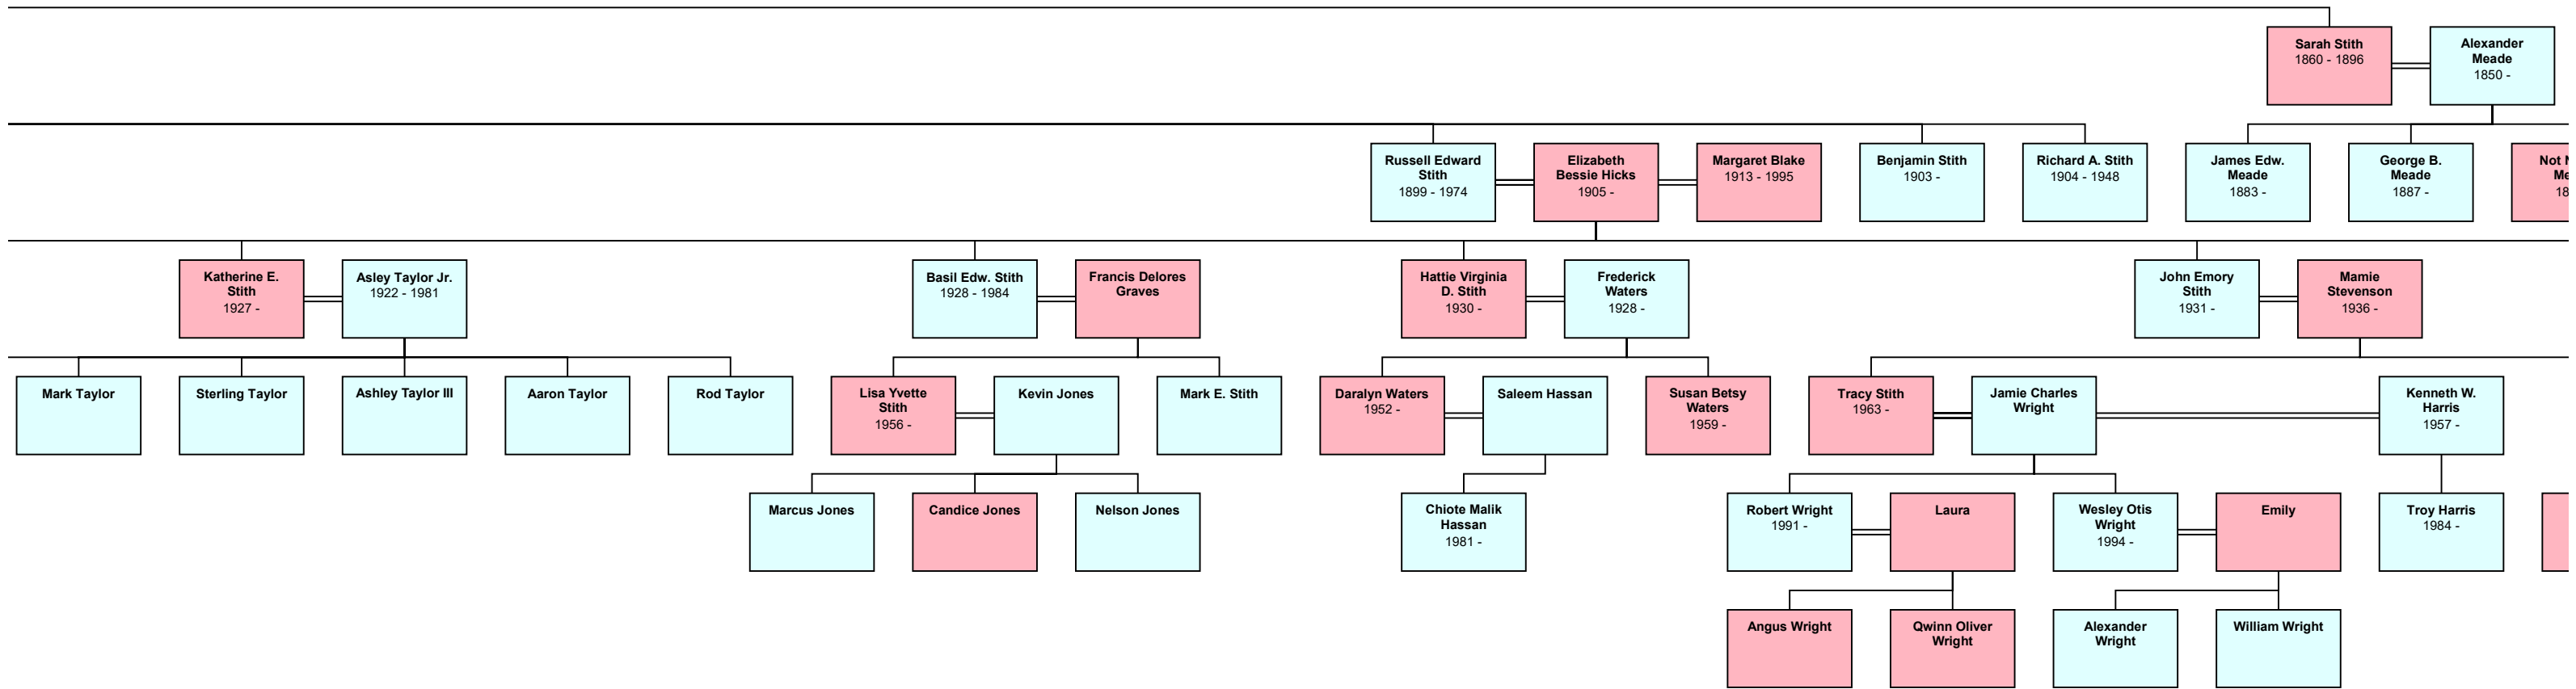 Sarah Stith
1860 - 1896
Alexander
Meade
1850 -
Russell Edward
Stith
1899 - 1974
Elizabeth
Bessie Hicks
1905 -
Margaret Blake
1913 - 1995
Benjamin Stith
1903 -
Richard A. Stith
1904 - 1948
James Edw.
Meade
1883 -
George B.
Meade
1887 -
Not
Katherine E.
Stith
1927 -
Asley Taylor Jr.
1922 - 1981
Basil Edw. Stith
1928 - 1984
Francis Delores
Graves
Hattie Virginia
D. Stith
1930 -
Frederick
Waters
1928 -
John Emory
Stith
1931 -
Mamie
Stevenson
1936 -
Mark Taylor
Sterling Taylor
Ashley Taylor III
Aaron Taylor
Rod Taylor
Lisa Yvette
Stith
1956 -
Kevin Jones
Mark E. Stith
Daralyn Waters
1952 -
Saleem Hassan
Susan Betsy
Waters
1959 -
Tracy Stith
1963 -
Jamie Charles
Wright
Kenneth W.
Harris
1957 -
Marcus Jones
Candice Jones
Nelson Jones
Chiote Malik
Hassan
1981 -
Robert Wright
1991 -
Laura
Wesley Otis
Wright
1994 -
Emily
Troy Harris
1984 -
Angus Wright
Qwinn Oliver
Wright
Alexander
Wright
William Wright